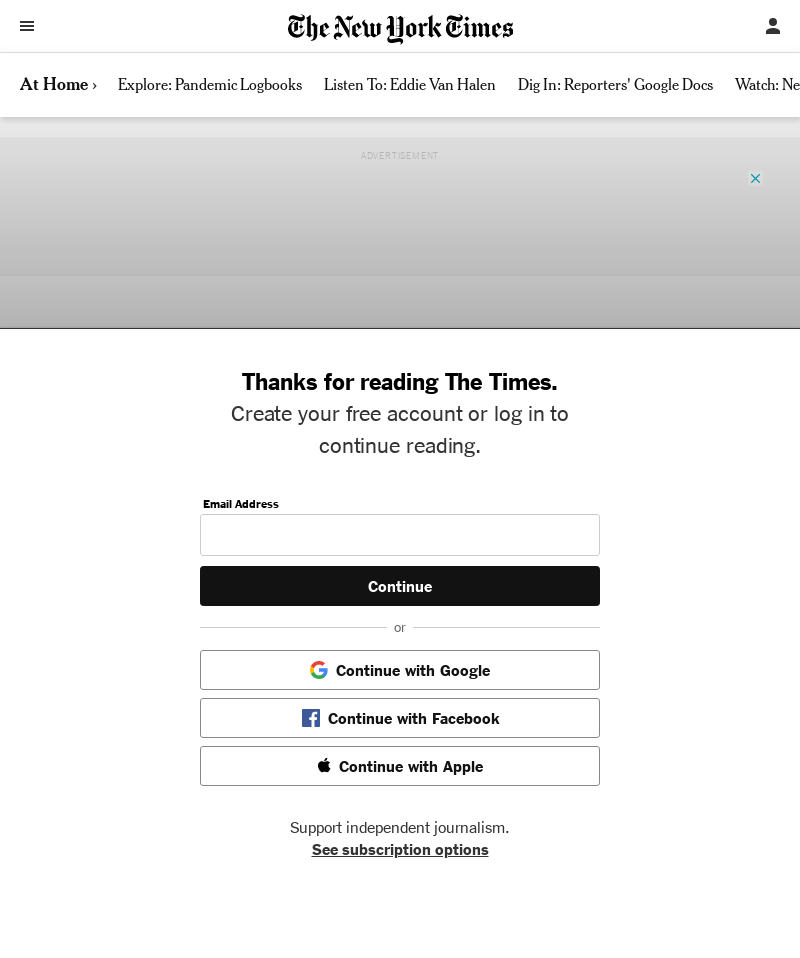 The New York Times
At Home ›
Explore: Pandemic Logbooks
Listen To: Eddie Van Halen
Dig In: Reporters' Google Docs
Watch: Ne
ADVERTISEMENT
Thanks for reading The Times.
Create your free account or log in to
continue reading.
Email Address
Continue
or
Continue with Google
Continue with Facebook
Continue with Apple
Support independent journalism.
See subscription options